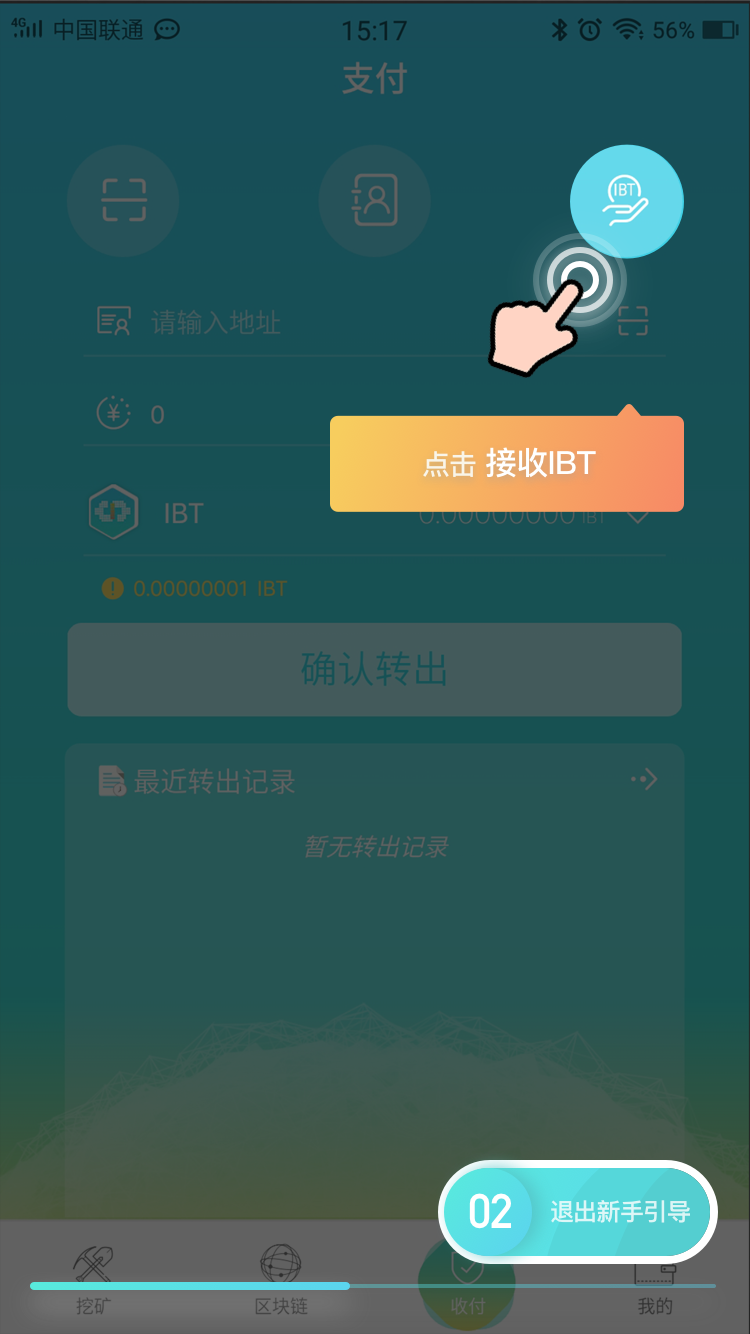 4G 中国联通 15:17 56%
支付
IBT
请输入地址
¥ 0
点击 接收IBT
IBT 0.00000000 IBT
! 0.00000001 IBT
确认转出
最近转出记录
暂无转出记录
02 退出新手引导
挖矿 区块链 收付 我的